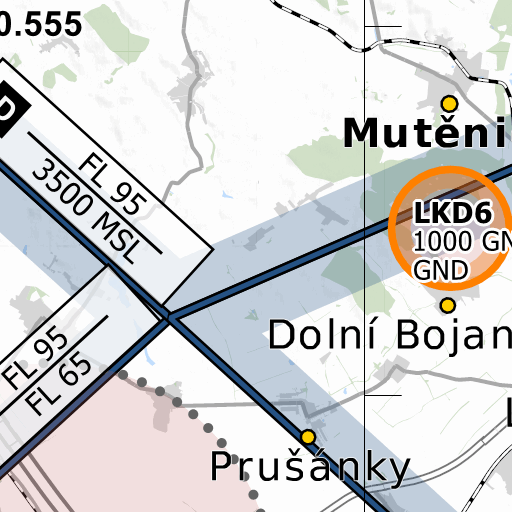 0.555
D
FL 95
3500 MSL
Mutěni
LKD6
1000 GN
GND
Dolní Bojan
FL 95
FL 65
L
Prušánky